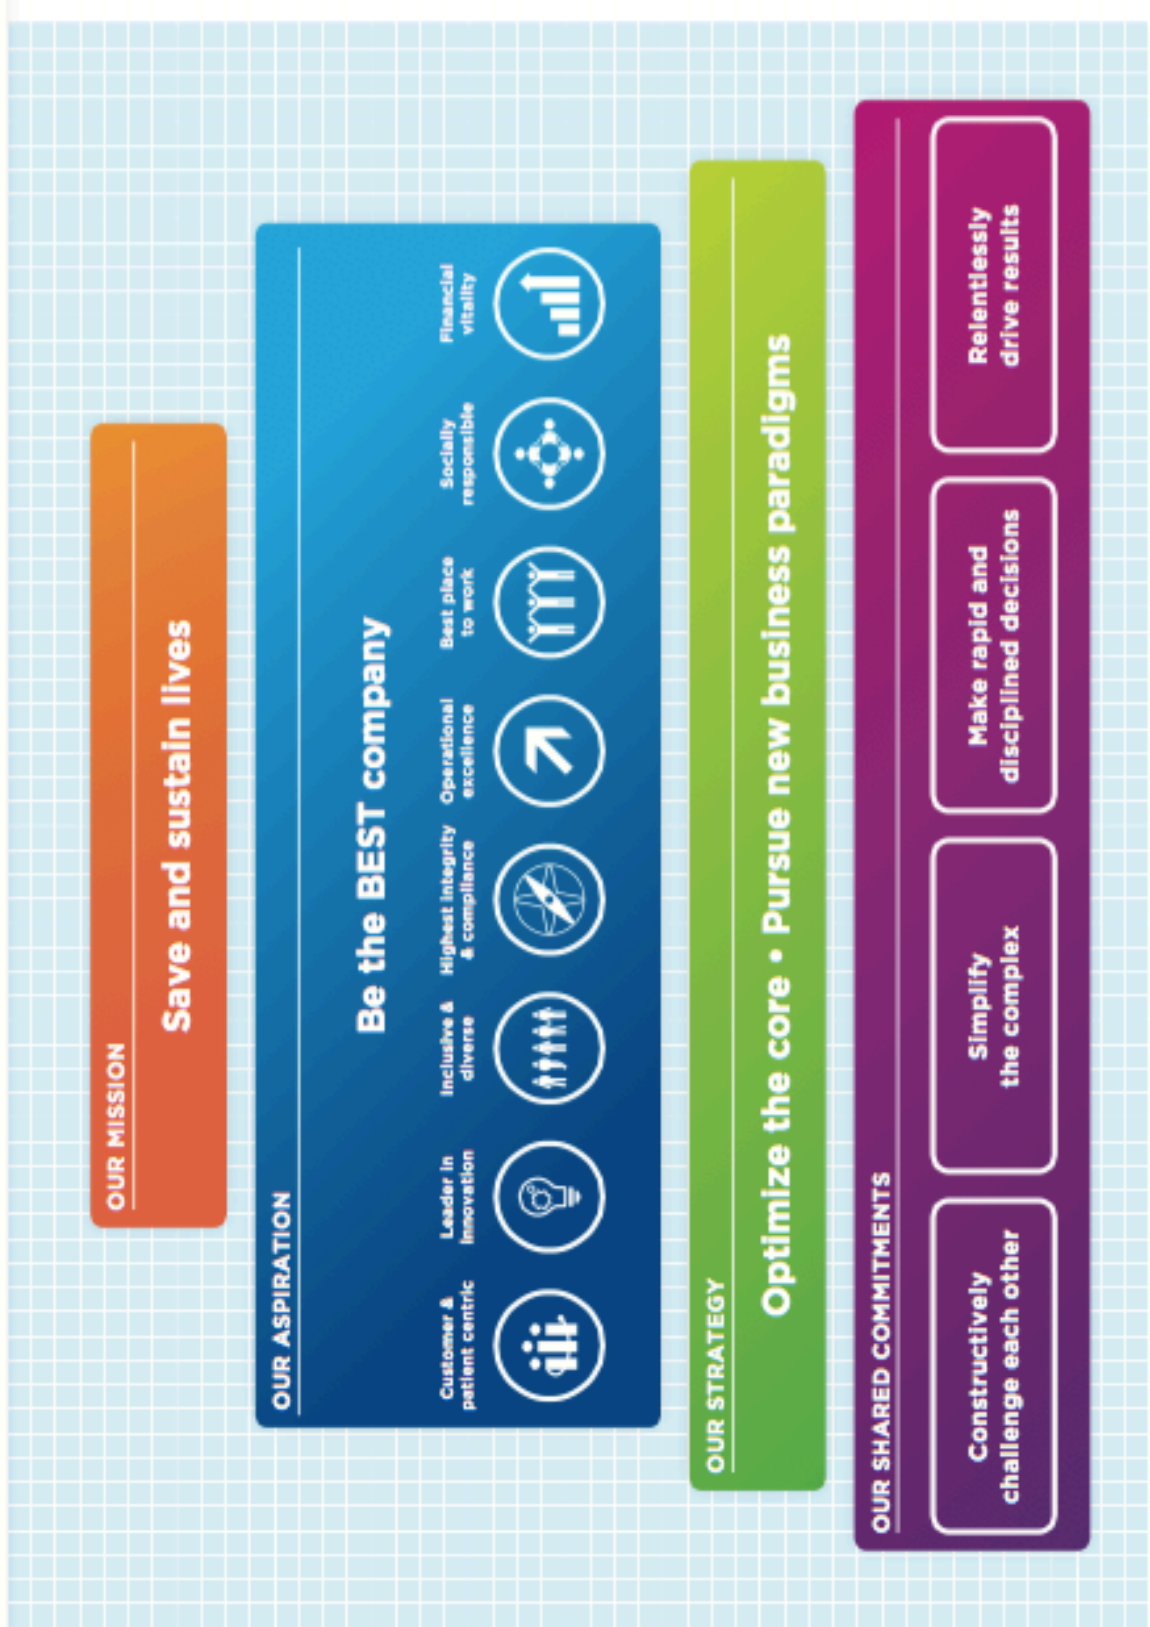 OUR MISSION
Save and sustain lives
OUR ASPIRATION
Be the BEST company
Customer &
patient centric
Leader in
Innovation
Inclusive &
diverse
Highest integrity
& compliance
Operational
excellence
Best place
to work
Socially
responsible
Financial
vitality
OUR STRATEGY
Optimize the core • Pursue new business paradigms
OUR SHARED COMMITMENTS
Constructively
challenge each other
Simplify
the complex
Make rapid and
disciplined decisions
Relentlessly
drive results